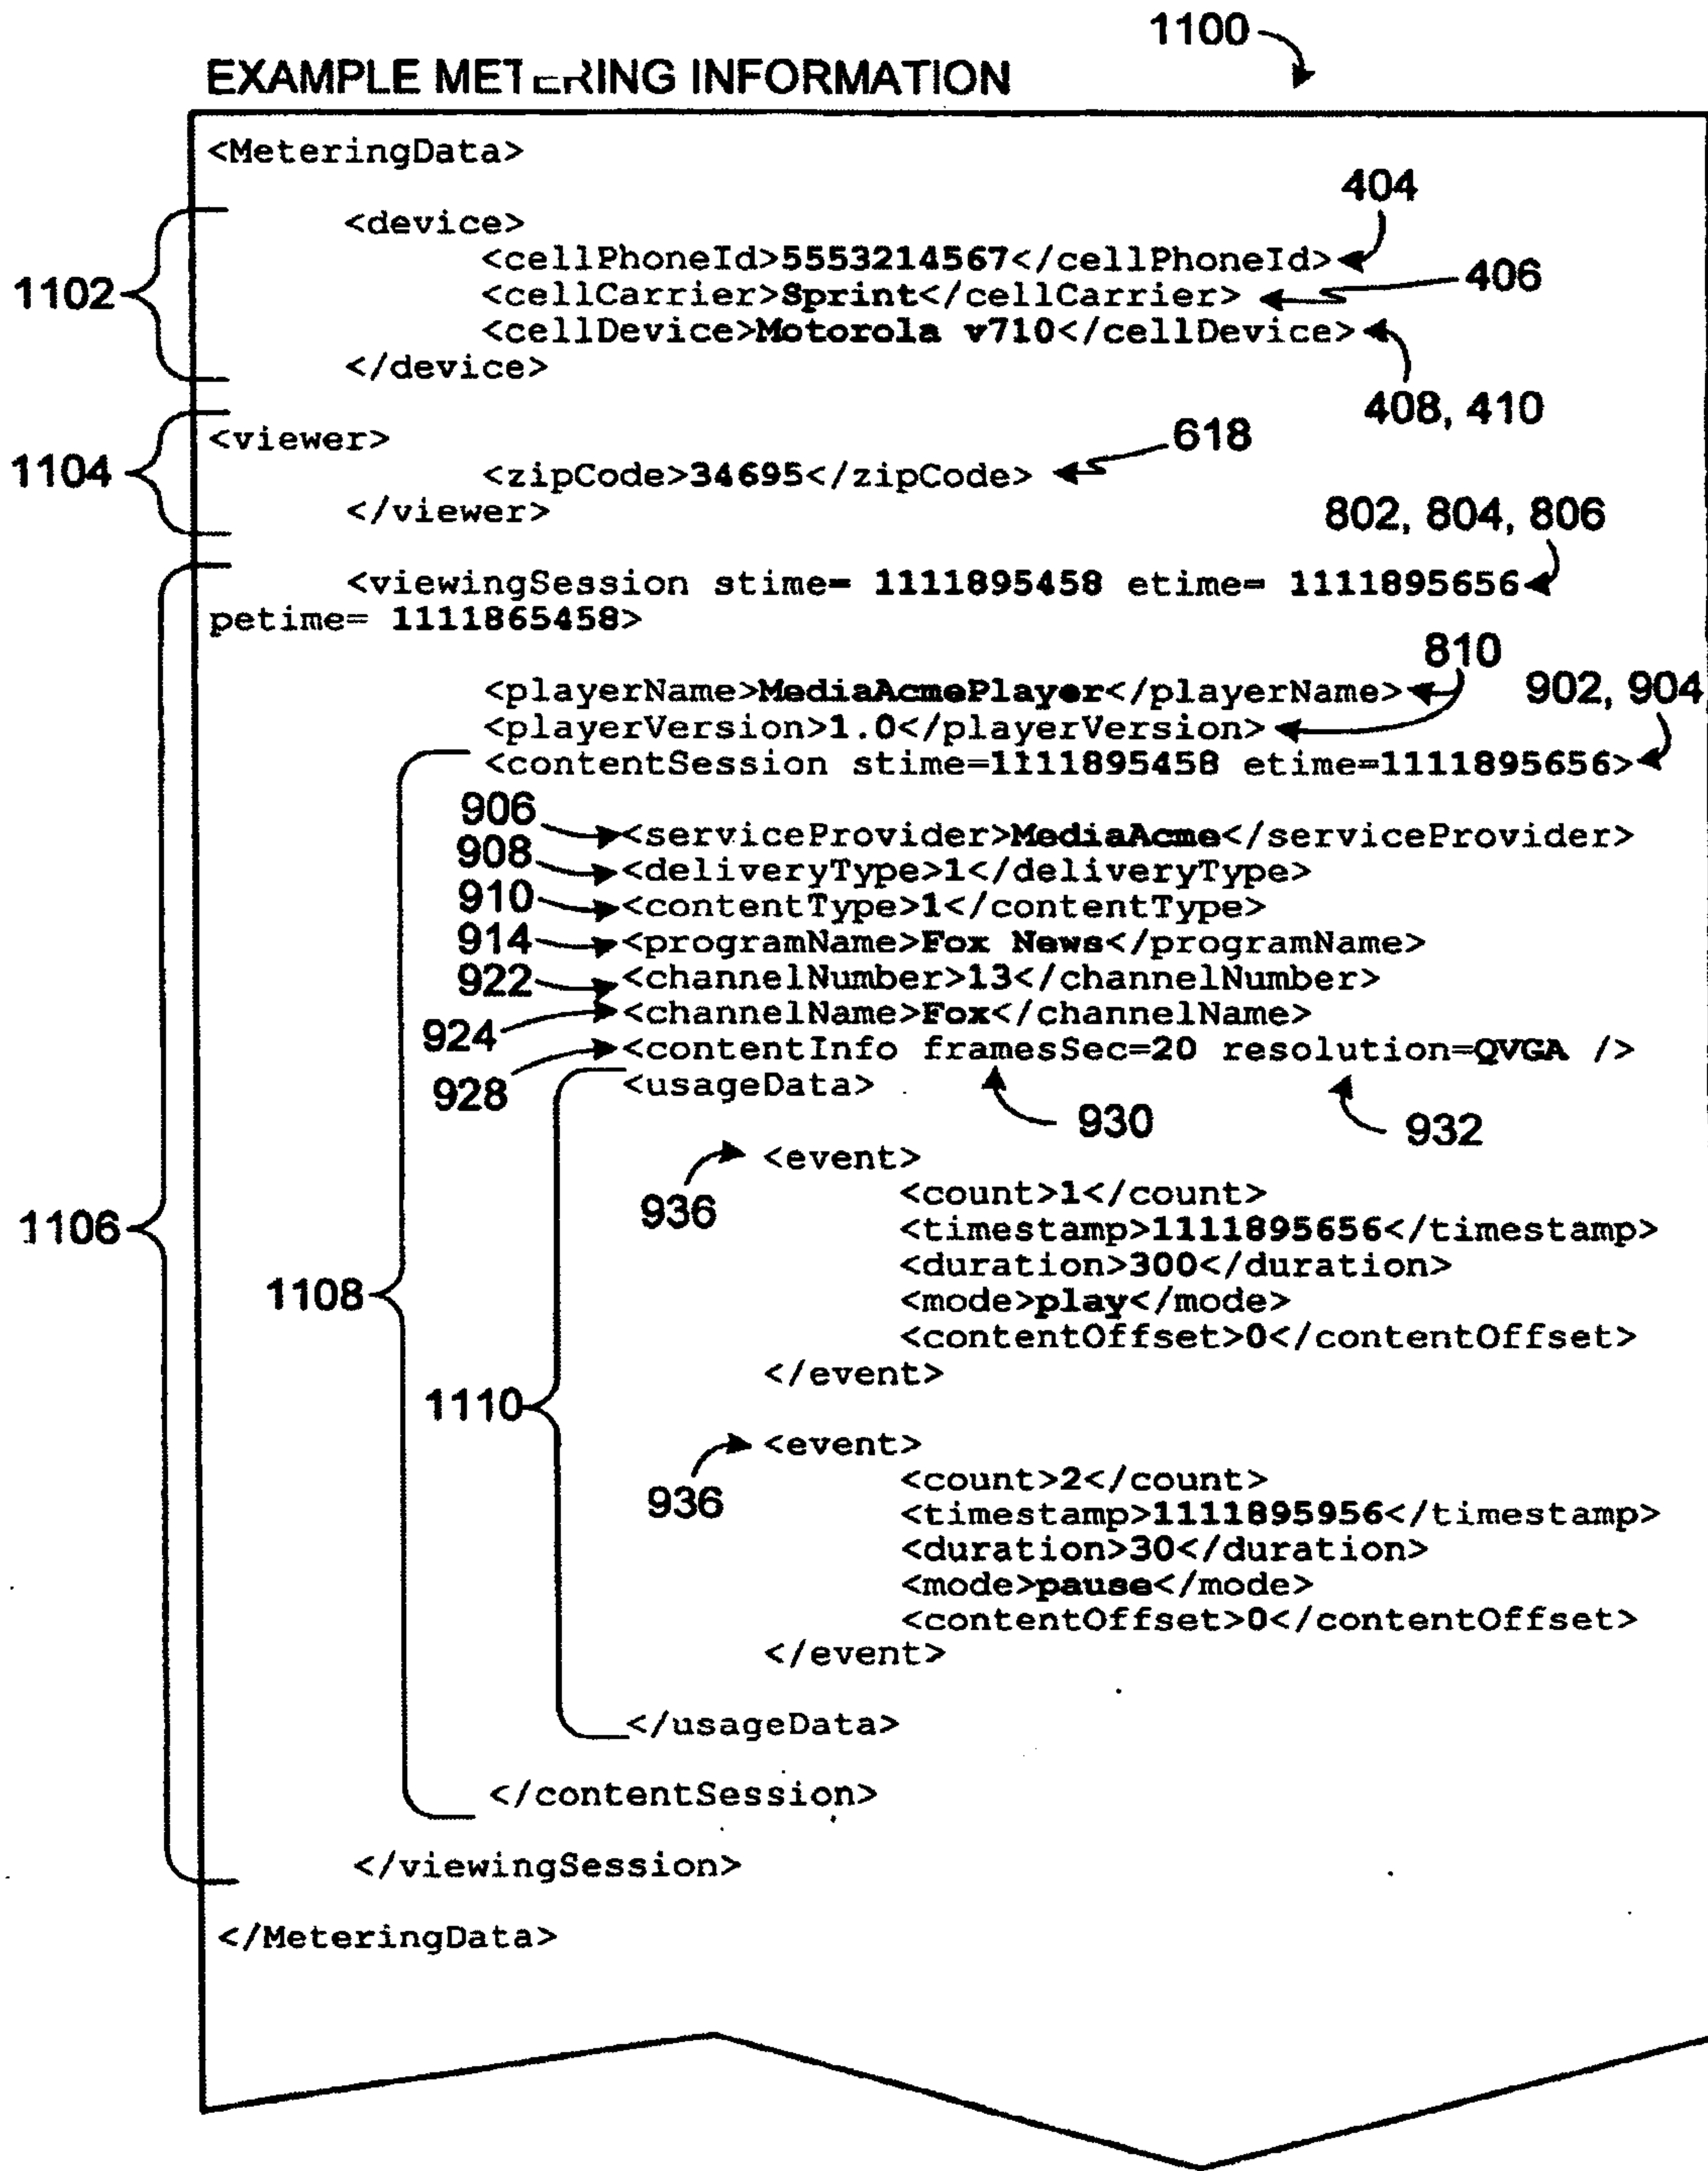 1100
EXAMPLE METERING INFORMATION
<MeteringData>
404
<device>
<cellPhoneId>5553214567</cellPhoneId>
1102
<cellCarrier>Sprint</cellCarrier>
406
<cellDevice>Motorola v710</cellDevice>
</device>
408, 410
<viewer>
618
1104
<zipCode>34695</zipCode>
</viewer>
802, 804, 806
<viewingSession stime= 1111895458 etime= 1111895656
petime= 1111865458>
810
<playerName>MediaAcmePlayer</playerName>
902, 904
<playerVersion>1.0</playerVersion>
<contentSession stime=1111895458 etime=1111895656>
906
<serviceProvider>MediaAcme</serviceProvider>
908
<deliveryType>1</deliveryType>
910
<contentType>1</contentType>
914
<programName>Fox News</programName>
922
<channelNumber>13</channelNumber>
924
<channelName>Fox</channelName>
928
<contentInfo framesSec=20 resolution=QVGA />
<usageData>
930
932
936
<event>
<count>1</count>
1106
<timestamp>1111895656</timestamp>
<duration>300</duration>
1108
<mode>play</mode>
<contentOffset>0</contentOffset>
</event>
1110
936
<event>
<count>2</count>
<timestamp>1111895956</timestamp>
<duration>30</duration>
<mode>pause</mode>
<contentOffset>0</contentOffset>
</event>
</usageData>
</contentSession>
</viewingSession>
</MeteringData>